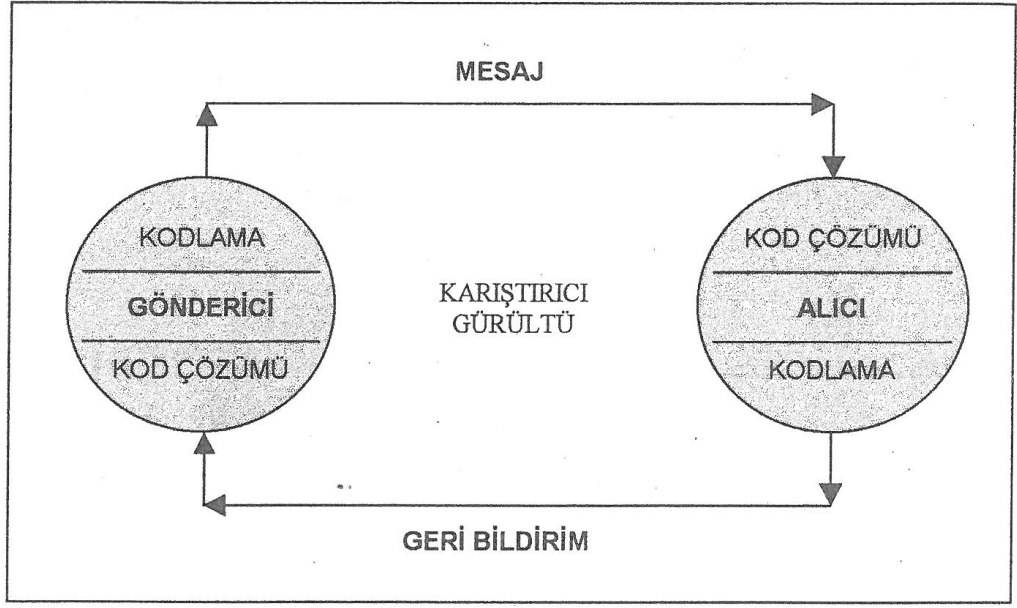 MESAJ
KODLAMA
GÖNDERİCİ
KOD ÇÖZÜMÜ
KARIŞTIRICI
GÜRÜLTÜ
KOD ÇÖZÜMÜ
ALICI
KODLAMA
GERİ BİLDİRİM